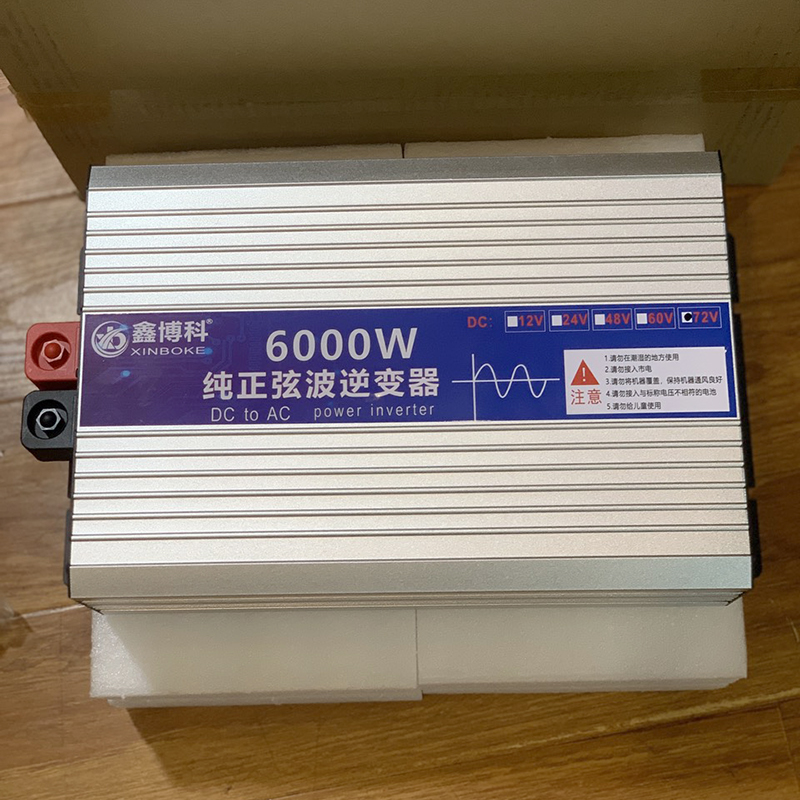 鑫博科®
XINBOKE
6000W
纯正弦波逆变器
DC to AC power inverter
DC: 12V 24V 48V 60V 72V
注意
1.请勿在潮湿的地方使用
2.请勿接入市电
3.请勿将机器覆盖，保持机器通风良好
4.请勿接入与标称电压不相符的电池
5.请勿给儿童使用